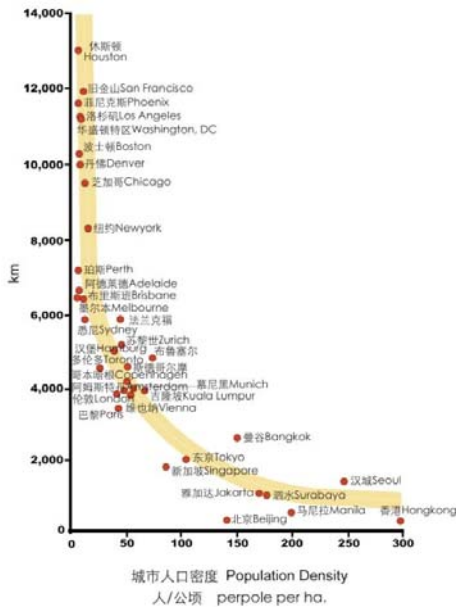 14,000
12,000
10,000
8,000
6,000
4,000
2,000
0
km
休斯顿
Houston
旧金山San Francisco
菲尼克斯Phoenix
洛杉矶Los Angeles
华盛顿特区Washington, DC
波士顿Boston
丹佛Denver
芝加哥Chicago
纽约Newyork
珀斯Perth
阿德莱德Adelaide
布里斯班Brisbane
墨尔本Melbourne
法兰克福
悉尼Sydney
苏黎世Zurich
汉堡Hamburg
布鲁塞尔
多伦多Toronto
斯德哥尔摩
哥本哈根Copenhagen
阿姆斯特丹Amsterdam
慕尼黑Munich
伦敦London
吉隆坡Kuala Lumpur
巴黎Paris
维也纳Vienna
曼谷Bangkok
东京Tokyo
新加坡Singapore
汉城Seoul
雅加达Jakarta
泗水Surabaya
马尼拉Manila
香港Hongkong
北京Beijing
0
50
100
150
200
250
300
城市人口密度 Population Density
人/公顷 perpole per ha.